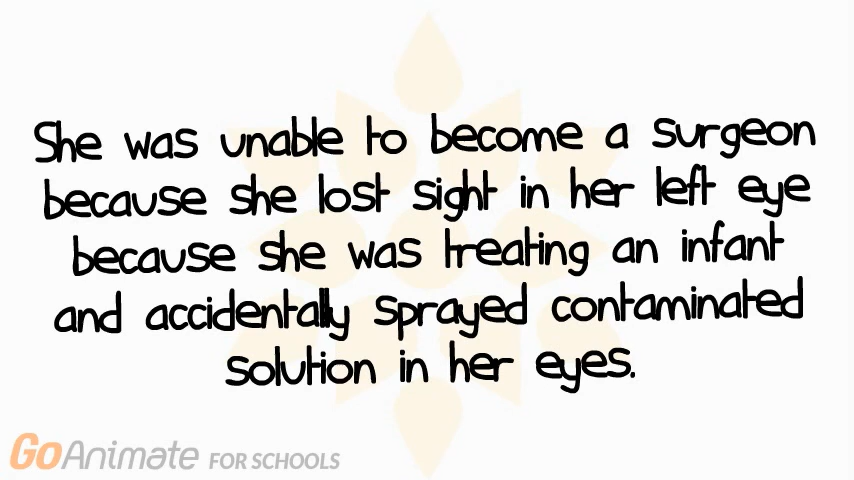 She was unable to become a surgeon
because she lost sight in her left eye
because she was treating an infant
and accidentally sprayed contaminated
solution in her eyes.
GoAnimate FOR SCHOOLS